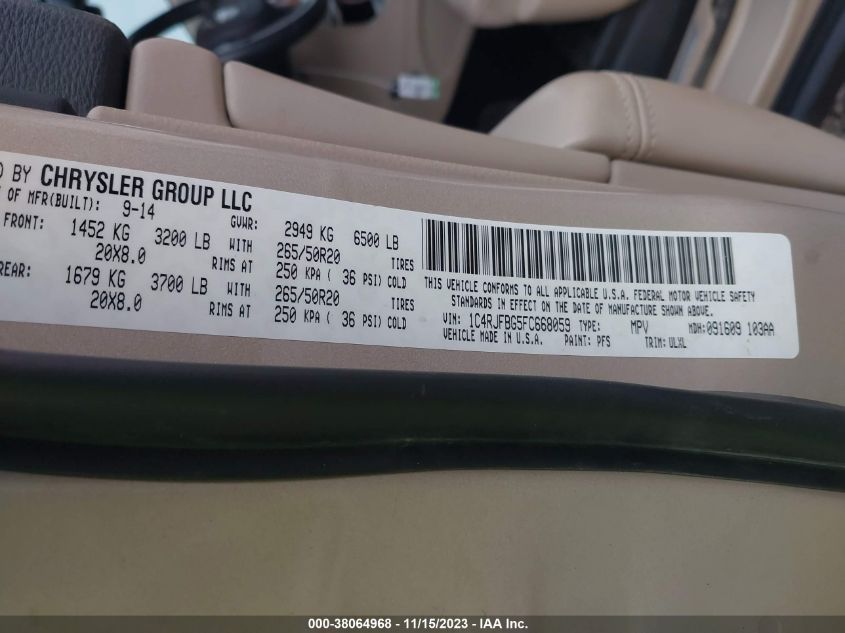 BY CHRYSLER GROUP LLC
OF MFR(BUILT): 9-14 GVWR: 2949 KG 6500 LB
FRONT: 1452 KG 3200 LB WITH 265/50R20 TIRES
20X8.0 RIMS AT 250 KPA ( 36 PSI) COLD
REAR: 1679 KG 3700 LB WITH 265/50R20 TIRES
20X8.0 RIMS AT 250 KPA ( 36 PSI) COLD
THIS VEHICLE CONFORMS TO ALL APPLICABLE U.S.A. FEDERAL MOTOR VEHICLE SAFETY
STANDARDS IN EFFECT ON THE DATE OF MANUFACTURE SHOWN ABOVE.
VIN: 1C4RJFBG5FC668059 TYPE: MPV MDH: 091609 103AA
VEHICLE MADE IN U.S.A. PAINT: PFS TRIM: ULXL
000-38064968 - 11/15/2023 - IAA Inc.